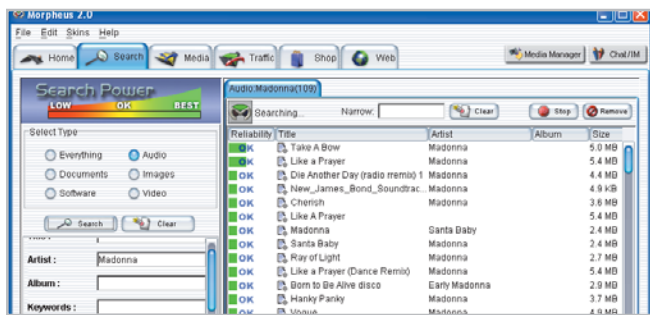 Morpheus 2.0
File Edit Skins Help
Home Search Media Traffic Shop Web Media Manager Chat/IM
Search Power
LOW OK BEST
Select Type
Everything Audio
Documents Images
Software Video
Search Clear
Artist : Madonna
Album :
Keywords :
Audio:Madonna(109)
Searching... Narrow: Clear Stop Remove
Reliability Title Artist Album Size
OK Take A Bow Madonna 5.0 MB
OK Like a Prayer Madonna 5.4 MB
OK Die Another Day (radio rremix) 1 Madonna 4.4 MB
OK New_James_Bond_Soundtrac... Madonna 4.9 kB
OK Cherish Madonna 3.6 MB
OK Like A Prayer 5.4 MB
OK Madonna Santa Baby 2.4 MB
OK Santa Baby Madonna 2.4 MB
OK Ray of Light Madonna 2.7 MB
OK Like a Prayer (Dance Remix) Madonna 5.4 MB
OK Born to Be Alive disco Early Madonna 2.9 MB
OK Hanky Panky Madonna 3.7 MB
OK Vogue Madonna 4.9 MB